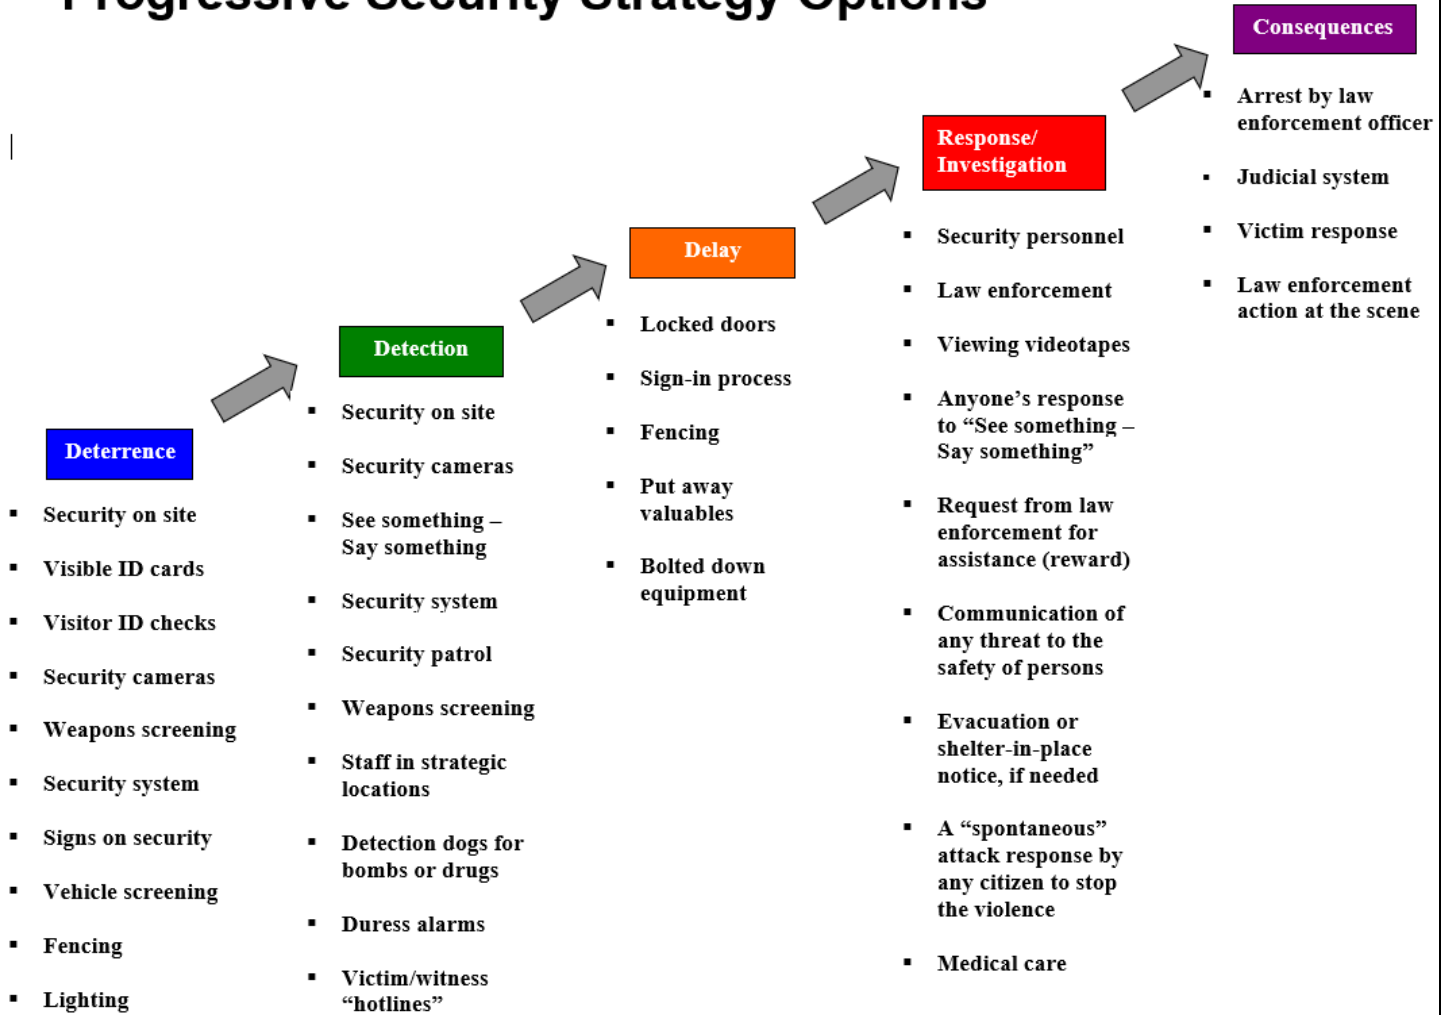 Progressive Security Strategy Options
Deterrence
Security on site
Visible ID cards
Visitor ID checks
Security cameras
Weapons screening
Security system
Signs on security
Vehicle screening
Fencing
Lighting
Detection
Security on site
Security cameras
See something –
Say something
Security system
Security patrol
Weapons screening
Staff in strategic
locations
Detection dogs for
bombs or drugs
Duress alarms
Victim/witness
“hotlines”
Delay
Locked doors
Sign-in process
Fencing
Put away
valuables
Bolted down
equipment
Response/
Investigation
Security personnel
Law enforcement
Viewing videotapes
Anyone’s response
to “See something –
Say something”
Request from law
enforcement for
assistance (reward)
Communication of
any threat to the
safety of persons
Evacuation or
shelter-in-place
notice, if needed
A “spontaneous”
attack response by
any citizen to stop
the violence
Medical care
Consequences
Arrest by law
enforcement officer
Judicial system
Victim response
Law enforcement
action at the scene